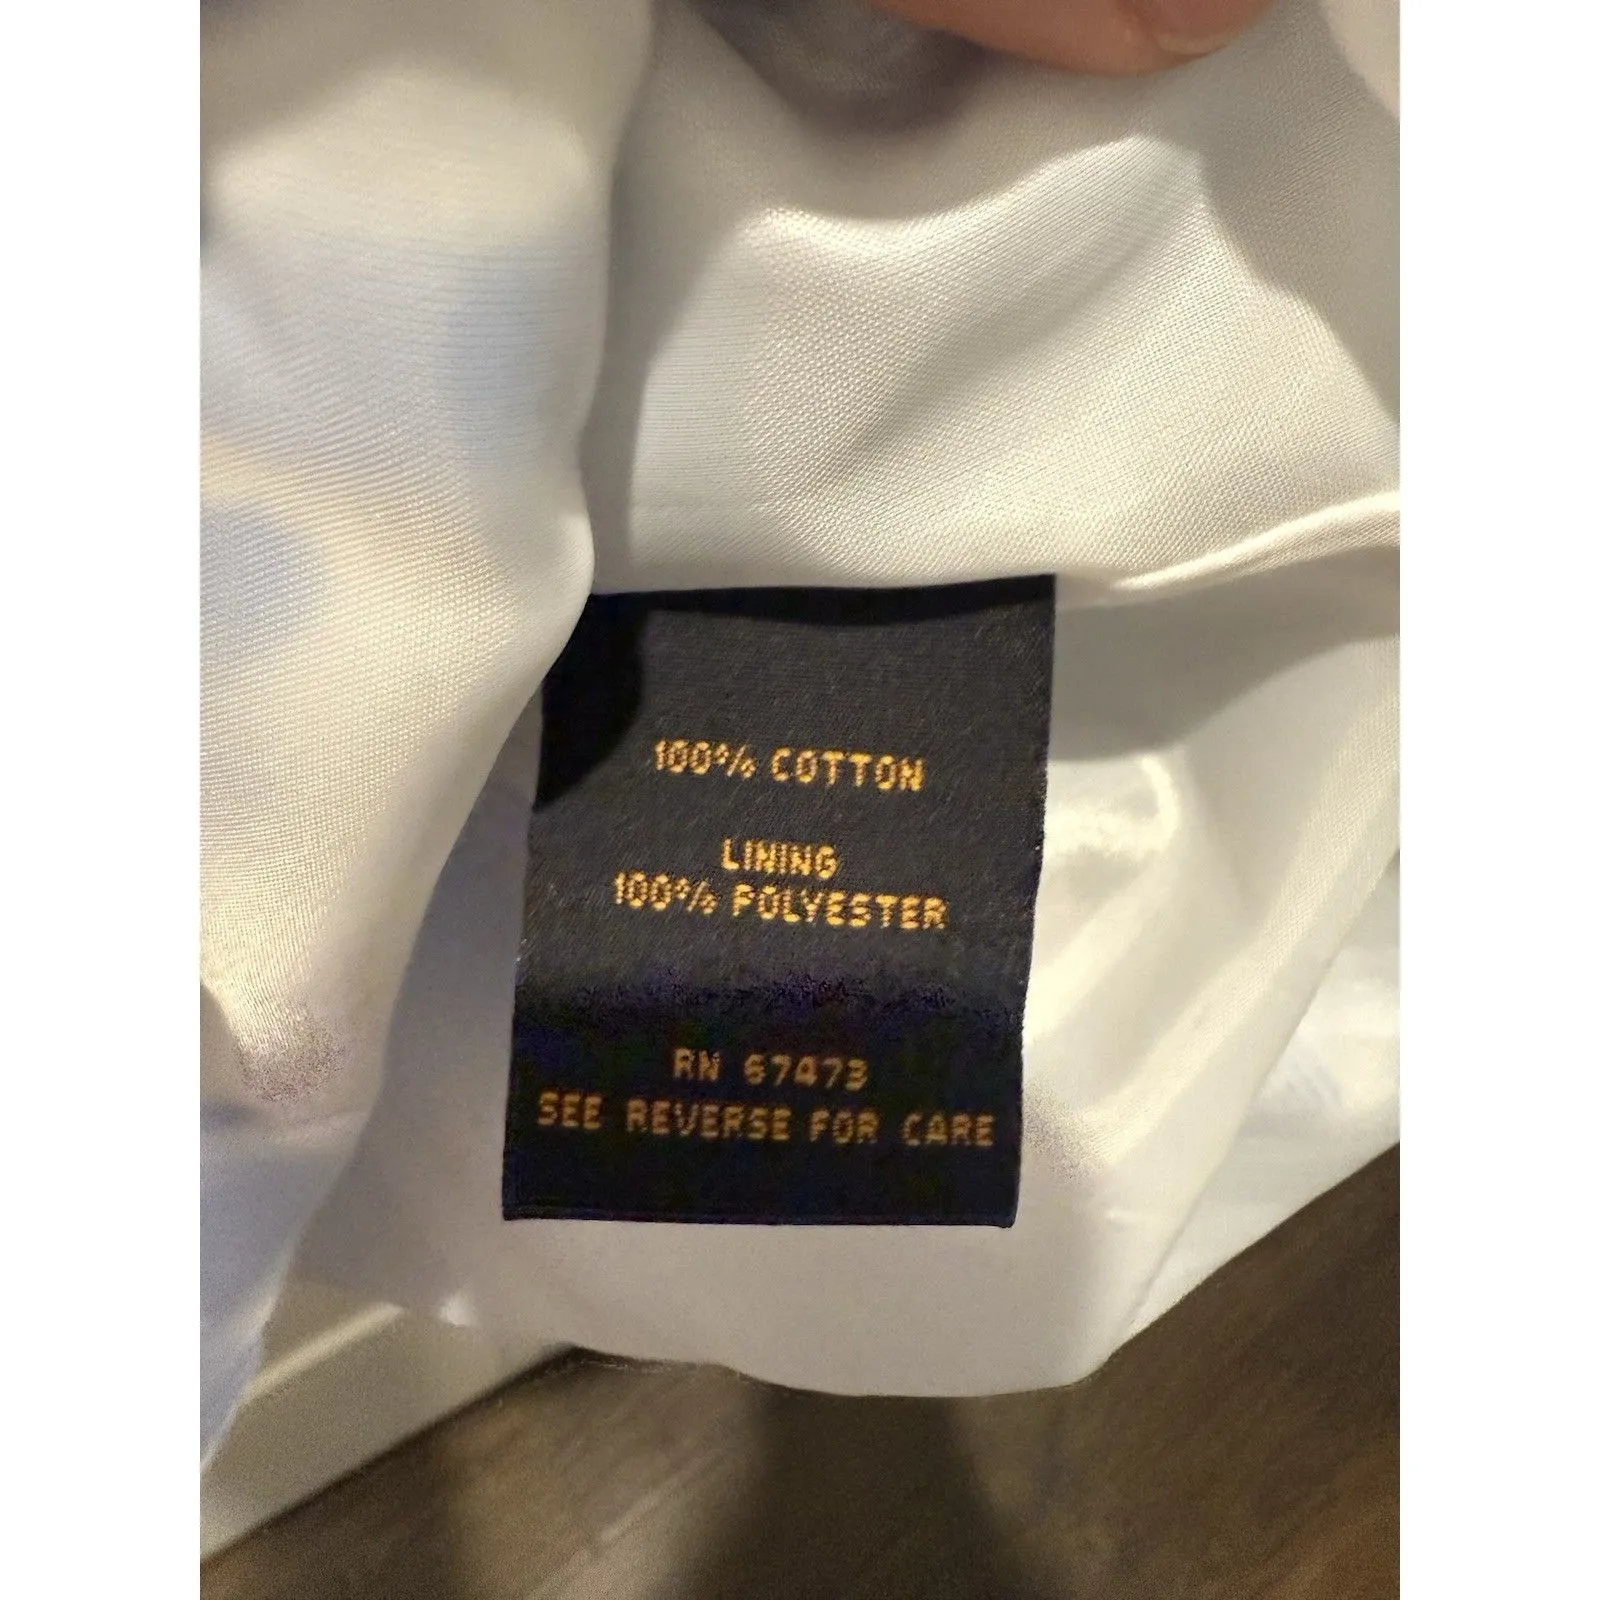 100% COTTON
LINING
100% POLYESTER
RN 67473
SEE REVERSE FOR CARE